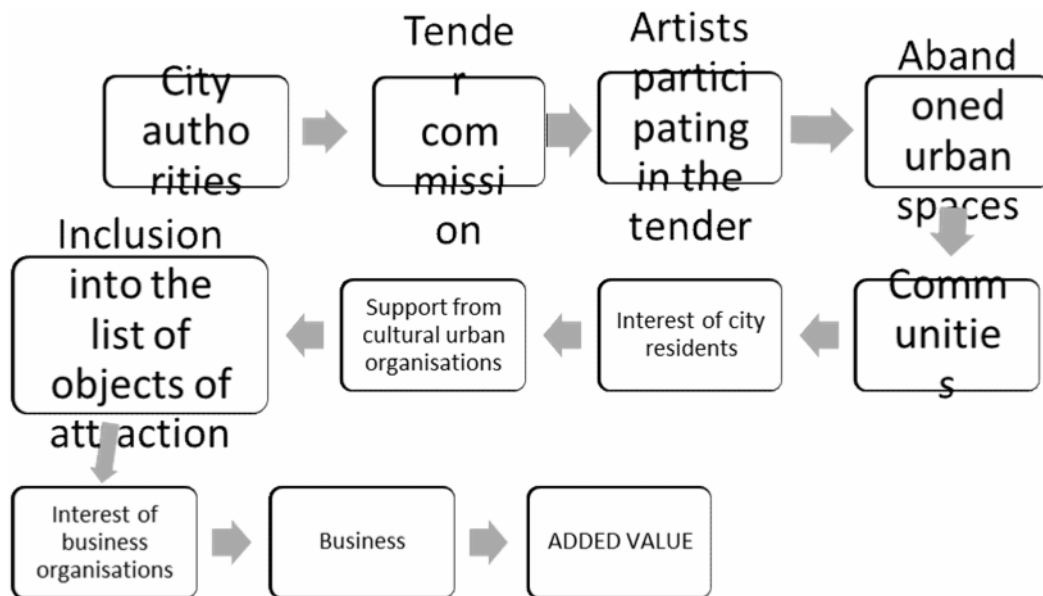 City
autho
rities
Tende
r
com
missi
on
Artists
partici
pating
in the
tender
Aband
oned
urban
spaces
Comm
unitie
s
Interest of city
residents
Support from
cultural urban
organisations
Inclusion
into the
list of
objects of
attraction
Interest of
business
organisations
Business
ADDED VALUE